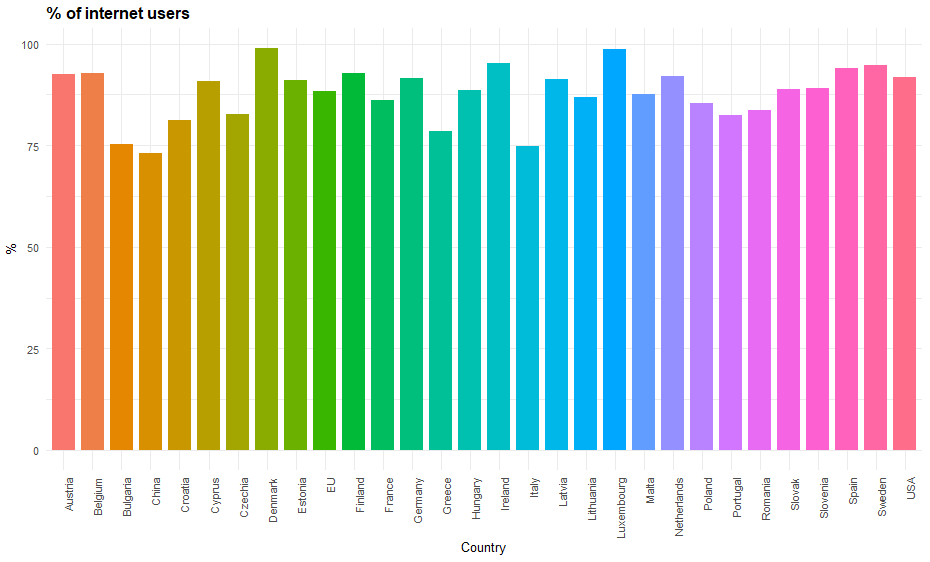 % of internet users
100
75
50
25
0
%
Austria
Belgium
Bulgaria
China
Croatia
Cyprus
Czechia
Denmark
Estonia
EU
Finland
France
Germany
Greece
Hungary
Ireland
Italy
Latvia
Lithuania
Luxembourg
Malta
Netherlands
Poland
Portugal
Romania
Slovak
Slovenia
Spain
Sweden
USA
Country